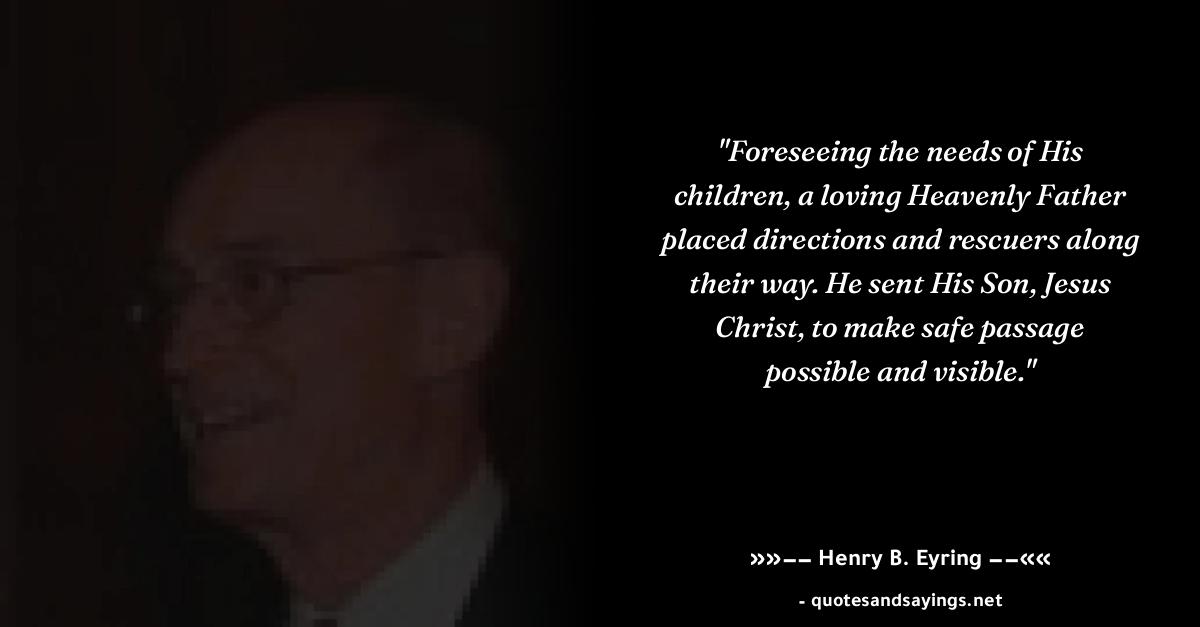 "Foreseeing the needs of His
children, a loving Heavenly Father
placed directions and rescuers along
their way. He sent His Son, Jesus
Christ, to make safe passage
possible and visible."
»»–– Henry B. Eyring ––««
- quotesandsayings.net